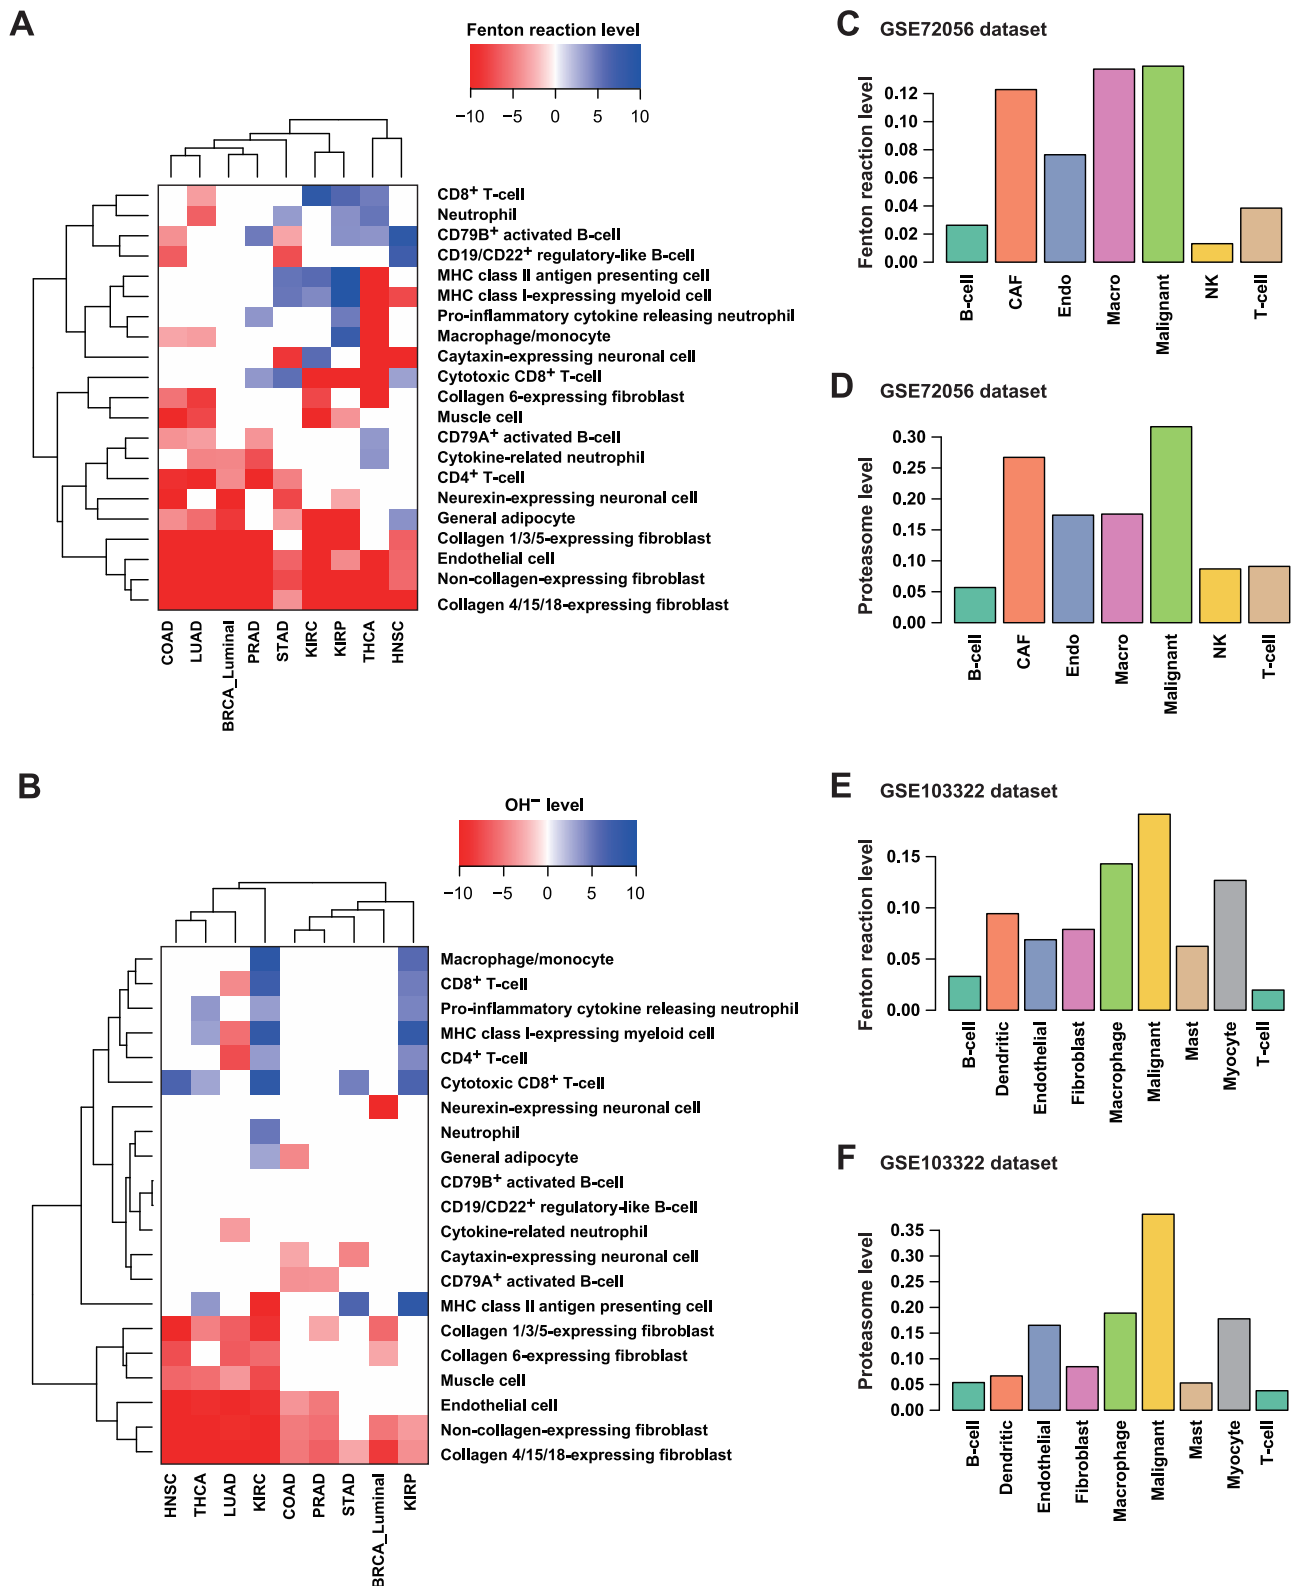 A
Fenton reaction level
−10 −5 0 5 10
CD8+ T-cell
Neutrophil
CD79B+ activated B-cell
CD19/CD22+ regulatory-like B-cell
MHC class II antigen presenting cell
MHC class I-expressing myeloid cell
Pro-inflammatory cytokine releasing neutrophil
Macrophage/monocyte
Caytaxin-expressing neuronal cell
Cytotoxic CD8+ T-cell
Collagen 6-expressing fibroblast
Muscle cell
CD79A+ activated B-cell
Cytokine-related neutrophil
CD4+ T-cell
Neurexin-expressing neuronal cell
General adipocyte
Collagen 1/3/5-expressing fibroblast
Endothelial cell
Non-collagen-expressing fibroblast
Collagen 4/15/18-expressing fibroblast
COAD
LUAD
BRCA_Luminal
PRAD
STAD
KIRC
KIRP
THCA
HNSC
B
OH− level
−10 −5 0 5 10
Macrophage/monocyte
CD8+ T-cell
Pro-inflammatory cytokine releasing neutrophil
MHC class I-expressing myeloid cell
CD4+ T-cell
Cytotoxic CD8+ T-cell
Neurexin-expressing neuronal cell
Neutrophil
General adipocyte
CD79B+ activated B-cell
CD19/CD22+ regulatory-like B-cell
Cytokine-related neutrophil
Caytaxin-expressing neuronal cell
CD79A+ activated B-cell
MHC class II antigen presenting cell
Collagen 1/3/5-expressing fibroblast
Collagen 6-expressing fibroblast
Muscle cell
Endothelial cell
Non-collagen-expressing fibroblast
Collagen 4/15/18-expressing fibroblast
HNSC
THCA
LUAD
KIRC
COAD
PRAD
STAD
BRCA_Luminal
KIRP
C GSE72056 dataset
Fenton reaction level
0.12
0.10
0.08
0.06
0.04
0.02
0.00
B-cell
CAF
Endo
Macro
Malignant
NK
T-cell
D GSE72056 dataset
Proteasome level
0.30
0.25
0.20
0.15
0.10
0.05
0.00
B-cell
CAF
Endo
Macro
Malignant
NK
T-cell
E GSE103322 dataset
Fenton reaction level
0.15
0.10
0.05
0.00
B-cell
Dendritic
Endothelial
Fibroblast
Macrophage
Malignant
Mast
Myocyte
T-cell
F GSE103322 dataset
Proteasome level
0.35
0.30
0.25
0.20
0.15
0.10
0.05
0.00
B-cell
Dendritic
Endothelial
Fibroblast
Macrophage
Malignant
Mast
Myocyte
T-cell